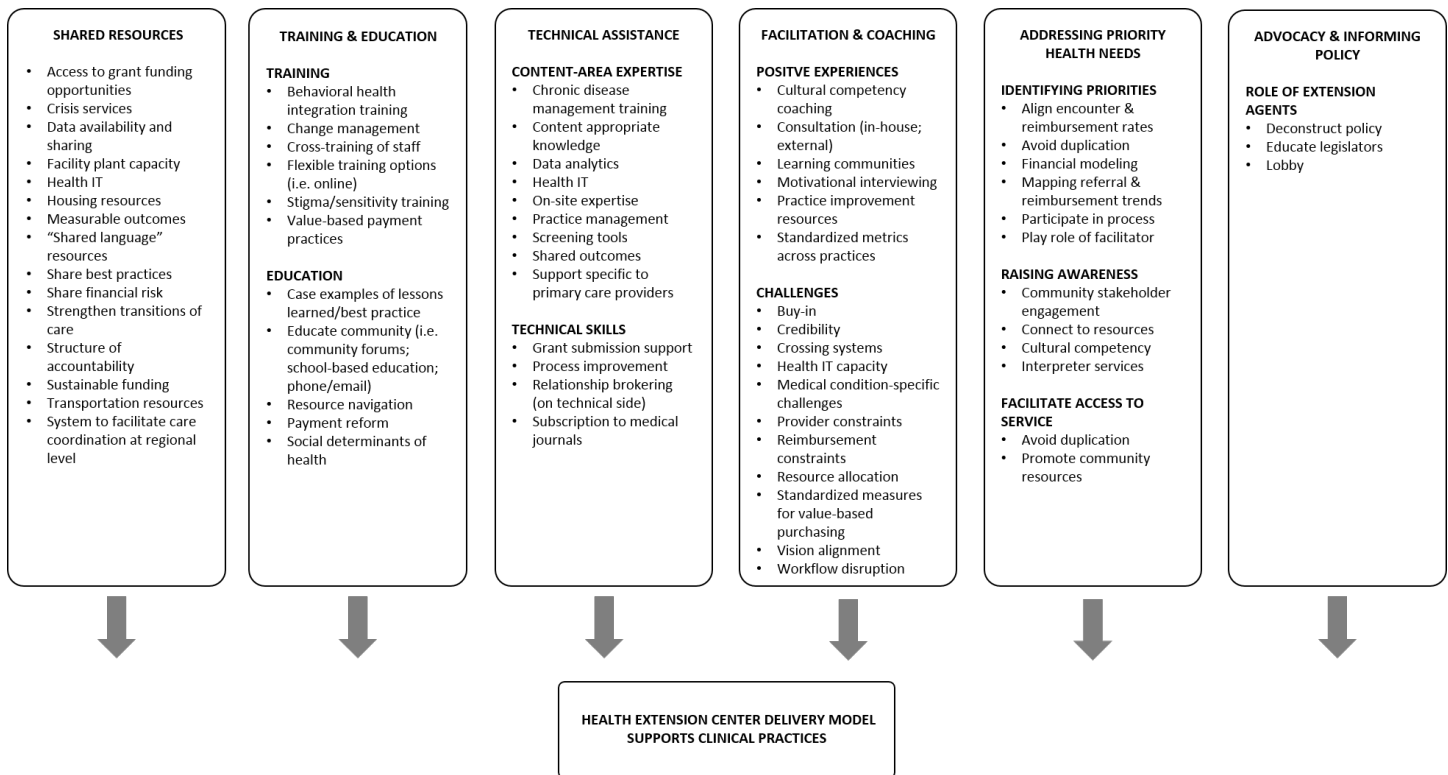 SHARED RESOURCES
• Access to grant funding
opportunities
• Crisis services
• Data availability and
sharing
• Facility plant capacity
• Health IT
• Housing resources
• Measurable outcomes
• “Shared language”
resources
• Share best practices
• Share financial risk
• Strengthen transitions of
care
• Structure of
accountability
• Sustainable funding
• Transportation resources
• System to facilitate care
coordination at regional
level
TRAINING & EDUCATION
TRAINING
• Behavioral health
integration training
• Change management
• Cross-training of staff
• Flexible training options
(i.e. online)
• Stigma/sensitivity training
• Value-based payment
practices
EDUCATION
• Case examples of lessons
learned/best practice
• Educate community (i.e.
community forums;
school-based education;
phone/email)
• Resource navigation
• Payment reform
• Social determinants of
health
TECHNICAL ASSISTANCE
CONTENT-AREA EXPERTISE
• Chronic disease
management training
• Content appropriate
knowledge
• Data analytics
• Health IT
• On-site expertise
• Practice management
• Screening tools
• Shared outcomes
• Support specific to
primary care providers
TECHNICAL SKILLS
• Grant submission support
• Process improvement
• Relationship brokering
(on technical side)
• Subscription to medical
journals
FACILITATION & COACHING
POSITVE EXPERIENCES
• Cultural competency
coaching
• Consultation (in-house;
external)
• Learning communities
• Motivational interviewing
• Practice improvement
resources
• Standardized metrics
across practices
CHALLENGES
• Buy-in
• Credibility
• Crossing systems
• Health IT capacity
• Medical condition-specific
challenges
• Provider constraints
• Reimbursement
constraints
• Resource allocation
• Standardized measures
for value-based
purchasing
• Vision alignment
• Workflow disruption
ADDRESSING PRIORITY
HEALTH NEEDS
IDENTIFYING PRIORITIES
• Align encounter &
reimbursement rates
• Avoid duplication
• Financial modeling
• Mapping referral &
reimbursement trends
• Participate in process
• Play role of facilitator
RAISING AWARENESS
• Community stakeholder
engagement
• Connect to resources
• Cultural competency
• Interpreter services
FACILITATE ACCESS TO
SERVICE
• Avoid duplication
• Promote community
resources
ADVOCACY & INFORMING
POLICY
ROLE OF EXTENSION
AGENTS
• Deconstruct policy
• Educate legislators
• Lobby
HEALTH EXTENSION CENTER DELIVERY MODEL
SUPPORTS CLINICAL PRACTICES